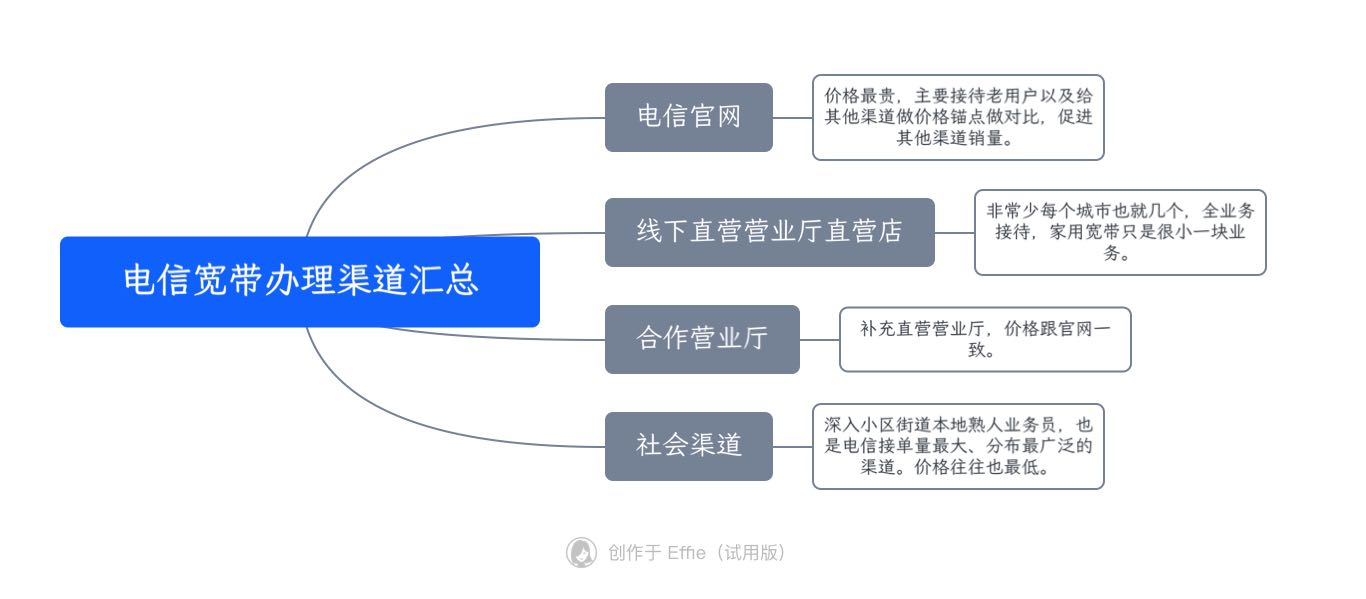 电信宽带办理渠道汇总
电信官网
价格最贵，主要接待老用户以及给
其他渠道做价格锚点做对比，促进
其他渠道销量。
线下直营营业厅直营店
非常少每个城市也就几个，全业务
接待，家用宽带只是很小一块业
务。
合作营业厅
补充直营营业厅，价格跟官网一
致。
社会渠道
深入小区街道本地熟人业务员，也
是电信接单量最大、分布最广泛的
渠道。价格往往也最低。
创作于 Effie（试用版）